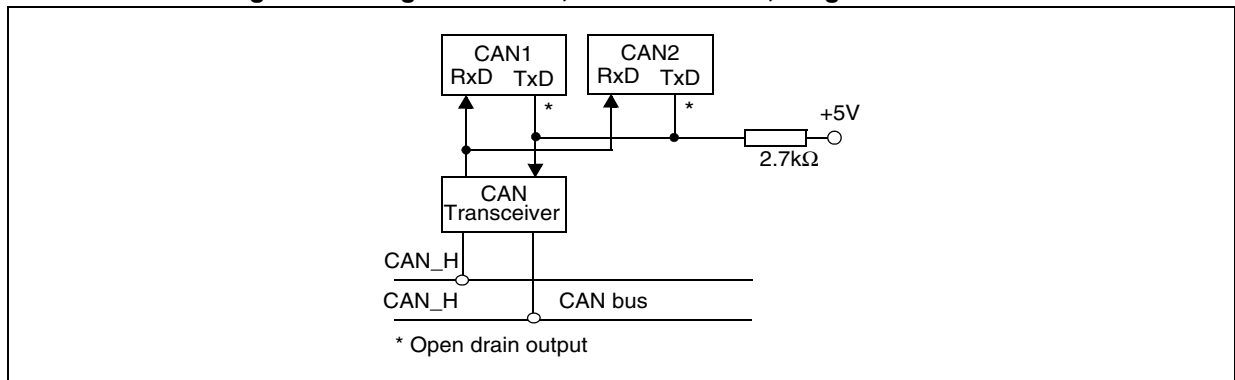 CAN1 CAN2
RxD TxD RxD TxD
* *
+5V
2.7kΩ
CAN
Transceiver
CAN_H
CAN_H CAN bus
* Open drain output